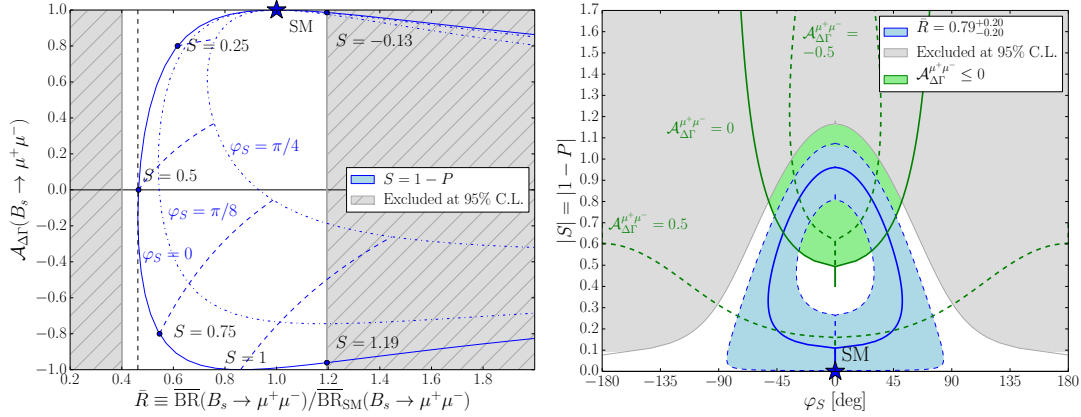 1.0
0.8
0.6
0.4
0.2
0.0
−0.2
−0.4
−0.6
−0.8
−1.0
0.2 0.4 0.6 0.8 1.0 1.2 1.4 1.6 1.8
𝒜_ΔΓ(B_s → μ⁺μ⁻)
R̄ ≡ B̅R̅(B_s → μ⁺μ⁻)/B̅R̅_SM(B_s → μ⁺μ⁻)
SM
S = 0.25
S = −0.13
φ_S = π/4
S = 0.5
S = 1 − P
Excluded at 95% C.L.
φ_S = π/8
φ_S = 0
S = 0.75
S = 1
S = 1.19
1.7
1.6
1.5
1.4
1.3
1.2
1.1
1.0
0.9
0.8
0.7
0.6
0.5
0.4
0.3
0.2
0.1
0.0
−180 −135 −90 −45 0 45 90 135 180
|S| = |1 − P|
φ_S [deg]
𝒜_ΔΓ^{μ⁺μ⁻} =
−0.5
R̄ = 0.79^{+0.20}_{−0.20}
Excluded at 95% C.L.
𝒜_ΔΓ^{μ⁺μ⁻} ≤ 0
𝒜_ΔΓ^{μ⁺μ⁻} = 0
𝒜_ΔΓ^{μ⁺μ⁻} = 0.5
SM